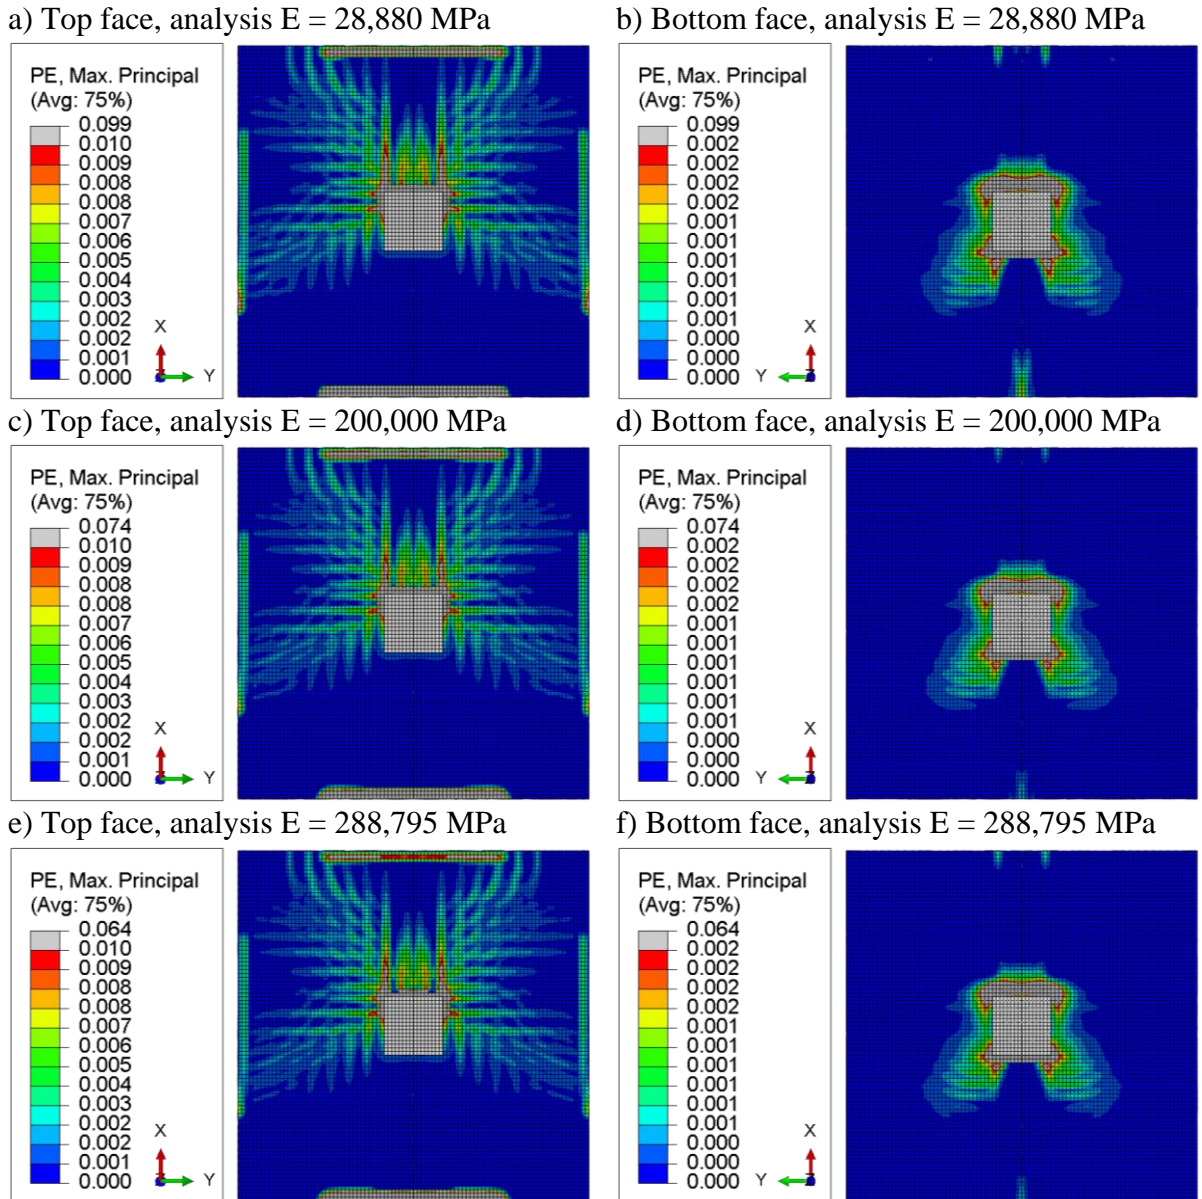 a) Top face, analysis E = 28,880 MPa
PE, Max. Principal
(Avg: 75%)
0.099
0.010
0.009
0.008
0.008
0.007
0.006
0.005
0.004
0.003
0.002
0.002
0.001
0.000
X
Z
Y
b) Bottom face, analysis E = 28,880 MPa
PE, Max. Principal
(Avg: 75%)
0.099
0.002
0.002
0.002
0.002
0.001
0.001
0.001
0.001
0.001
0.001
0.000
0.000
0.000
X
Z
Y
c) Top face, analysis E = 200,000 MPa
PE, Max. Principal
(Avg: 75%)
0.074
0.010
0.009
0.008
0.008
0.007
0.006
0.005
0.004
0.003
0.002
0.002
0.001
0.000
X
Z
Y
d) Bottom face, analysis E = 200,000 MPa
PE, Max. Principal
(Avg: 75%)
0.074
0.002
0.002
0.002
0.002
0.001
0.001
0.001
0.001
0.001
0.001
0.000
0.000
0.000
X
Z
Y
e) Top face, analysis E = 288,795 MPa
PE, Max. Principal
(Avg: 75%)
0.064
0.010
0.009
0.008
0.008
0.007
0.006
0.005
0.004
0.003
0.002
0.002
0.001
0.000
X
Z
Y
f) Bottom face, analysis E = 288,795 MPa
PE, Max. Principal
(Avg: 75%)
0.064
0.002
0.002
0.002
0.002
0.001
0.001
0.001
0.001
0.001
0.001
0.000
0.000
0.000
X
Z
Y